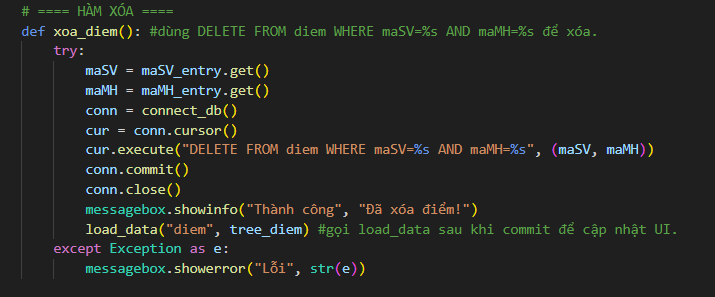 # ==== HÀM XÓA ====
def xoa_diem(): #dùng DELETE FROM diem WHERE maSV=%s AND maMH=%s để xóa.
    try:
        maSV = maSV_entry.get()
        maMH = maMH_entry.get()
        conn = connect_db()
        cur = conn.cursor()
        cur.execute("DELETE FROM diem WHERE maSV=%s AND maMH=%s", (maSV, maMH))
        conn.commit()
        conn.close()
        messagebox.showinfo("Thành công", "Đã xóa điểm!")
        load_data("diem", tree_diem) #gọi load_data sau khi commit để cập nhật UI.
    except Exception as e:
        messagebox.showerror("Lỗi", str(e))